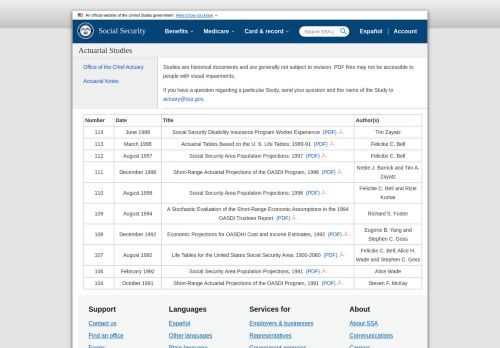 An official website of the United States government Here's how you know
Social Security
Benefits Medicare Card & record Español Account
Actuarial Studies
Office of the Chief Actuary
Actuarial Notes
Studies are historical documents and are generally not subject to revision. PDF files may not be accessible to
people with visual impairments.
If you have a question regarding a particular Study, send your question and the name of the Study to
actuary@ssa.gov.
Number Date Title Author(s)
114 June 1999 Social Security Disability Insurance Program Worker Experience (PDF) Tim Zayatz
113 March 1998 Actuarial Tables Based on the U. S. Life Tables: 1989-91 (PDF) Felicitie C. Bell
112 August 1997 Social Security Area Population Projections: 1997 (PDF) Felicitie C. Bell
111 December 1996 Short-Range Actuarial Projections of the OASDI Program, 1996 (PDF) Nettie J. Barrick and Tim A.
Zayatz
110 August 1996 Social Security Area Population Projections: 1996 (PDF) Felicitie C. Bell and
Kumar
109 August 1994 A Stochastic Evaluation of the Short-Range Economic Assumptions in the 1994
OASDI Trustees Report (PDF) Richard S. Foster
108 December 1992 Economic Projections for OASDHI Cost and Income Estimates, 1992 (PDF) Eugene B. Yang and
Stephen C. Goss
107 August 1992 Life Tables for the United States Social Security Area: 1900-2080 (PDF) Felicitie C. Bell, Alice H.
Wade and Stephen C. Goss
106 February 1992 Social Security Area Population Projections, 1991 (PDF) Alice Wade
104 October 1991 Short-Range Actuarial Projections of the OASDI Program, 1991 (PDF) Steven F. McKay
Support Languages Services for About
Contact us Español Employers & businesses About SSA
Find an office Other languages Representatives Communications
Forms Plain language Government agencies Careers